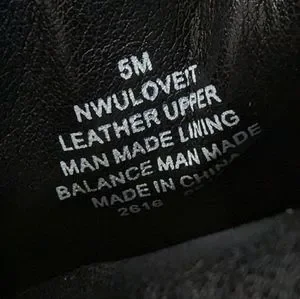 5M
NWULOVEIT
LEATHER UPPER
MAN MADE LINING
BALANCE MAN MADE
MADE IN CHINA
2616